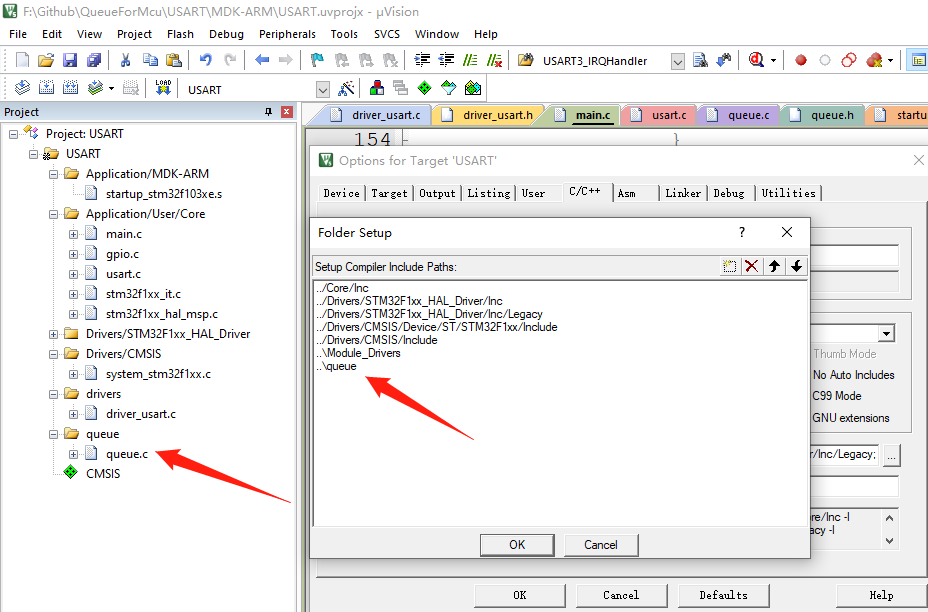 F:\Github\QueueForMcu\USART\MDK-ARM\USART.uvprojx - µVision
File Edit View Project Flash Debug Peripherals Tools SVCS Window Help
USART3_IRQHandler
LOAD USART
Project
driver_usart.c driver_usart.h main.c usart.c queue.c queue.h startu
154 }
Project: USART
USART
Application/MDK-ARM
startup_stm32f103xe.s
Application/User/Core
main.c
gpio.c
usart.c
stm32f1xx_it.c
stm32f1xx_hal_msp.c
Drivers/STM32F1xx_HAL_Driver
Drivers/CMSIS
system_stm32f1xx.c
drivers
driver_usart.c
queue
queue.c
CMSIS
Options for Target 'USART'
Device Target Output Listing User C/C++ Asm Linker Debug Utilities
Folder Setup
?
Setup Compiler Include Paths:
../Core/Inc
../Drivers/STM32F1xx_HAL_Driver/Inc
../Drivers/STM32F1xx_HAL_Driver/Inc/Legacy
../Drivers/CMSIS/Device/ST/STM32F1xx/Include
../Drivers/CMSIS/Include
..\Module_Drivers
..\queue
OK Cancel
Thumb Mode
No Auto Includes
C99 Mode
GNU extensions
r/Inc/Legacy;
...
re/Inc -I
acy -I
OK Cancel Defaults Help